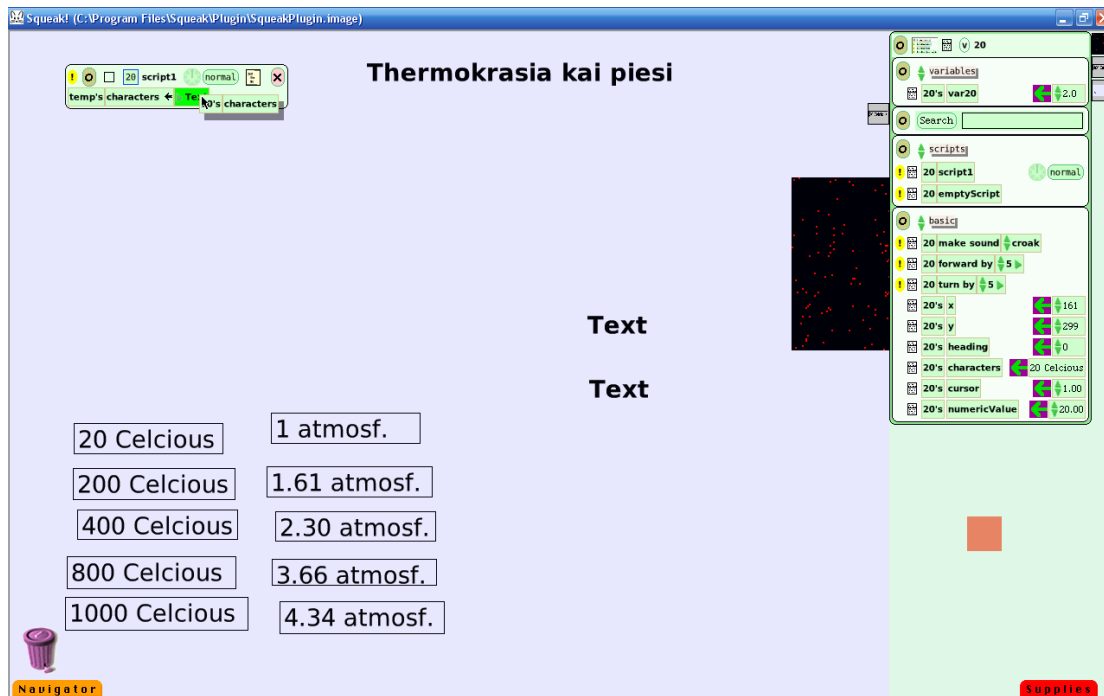 Squeak! (C:\Program Files\Squeak\Plugin\SqueakPlugin.image)
! 20 script1 normal
temp's characters 's characters
Thermokrasia kai piesi
v 20
variables
20's var20 2.0
Search
scripts
! 20 script1 normal
! 20 emptyScript
basic
! 20 make sound croak
! 20 forward by 5
! 20 turn by 5
20's x 161
20's y 299
20's heading 0
20's characters 20 Celcious
20's cursor 1.00
20's numericValue 20.00
Text
Text
20 Celcious 1 atmosf.
200 Celcious 1.61 atmosf.
400 Celcious 2.30 atmosf.
800 Celcious 3.66 atmosf.
1000 Celcious 4.34 atmosf.
Navigator
Supplies